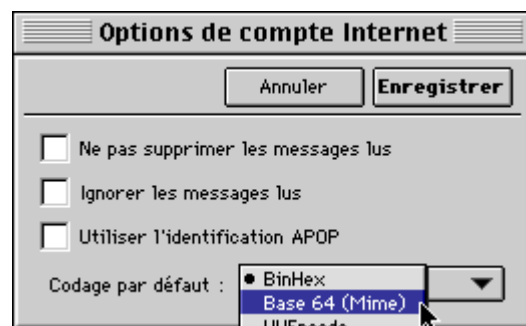 Options de compte Internet
Annuler
Enregistrer
Ne pas supprimer les messages lus
Ignorer les messages lus
Utiliser l'identification APOP
Codage par défaut :
• BinHex
Base 64 (Mime)
UUEncode